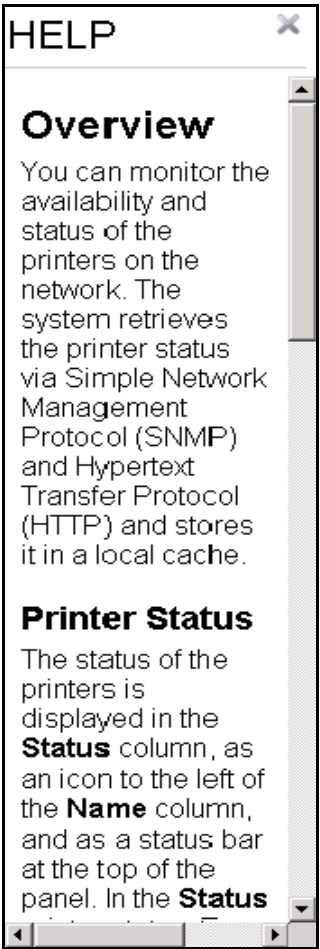 HELP
Overview
You can monitor the
availability and
status of the
printers on the
network. The
system retrieves
the printer status
via Simple Network
Management
Protocol (SNMP)
and Hypertext
Transfer Protocol
(HTTP) and stores
it in a local cache.
Printer Status
The status of the
printers is
displayed in the
Status column, as
an icon to the left of
the Name column,
and as a status bar
at the top of the
panel. In the Status